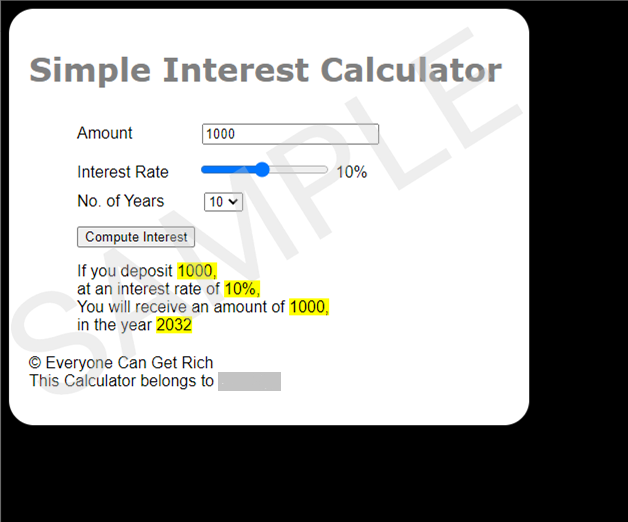 Simple Interest Calculator
Amount 1000
Interest Rate 10%
No. of Years 10
Compute Interest
If you deposit 1000,
at an interest rate of 10%,
You will receive an amount of 1000,
in the year 2032
© Everyone Can Get Rich
This Calculator belongs to
SAMPLE